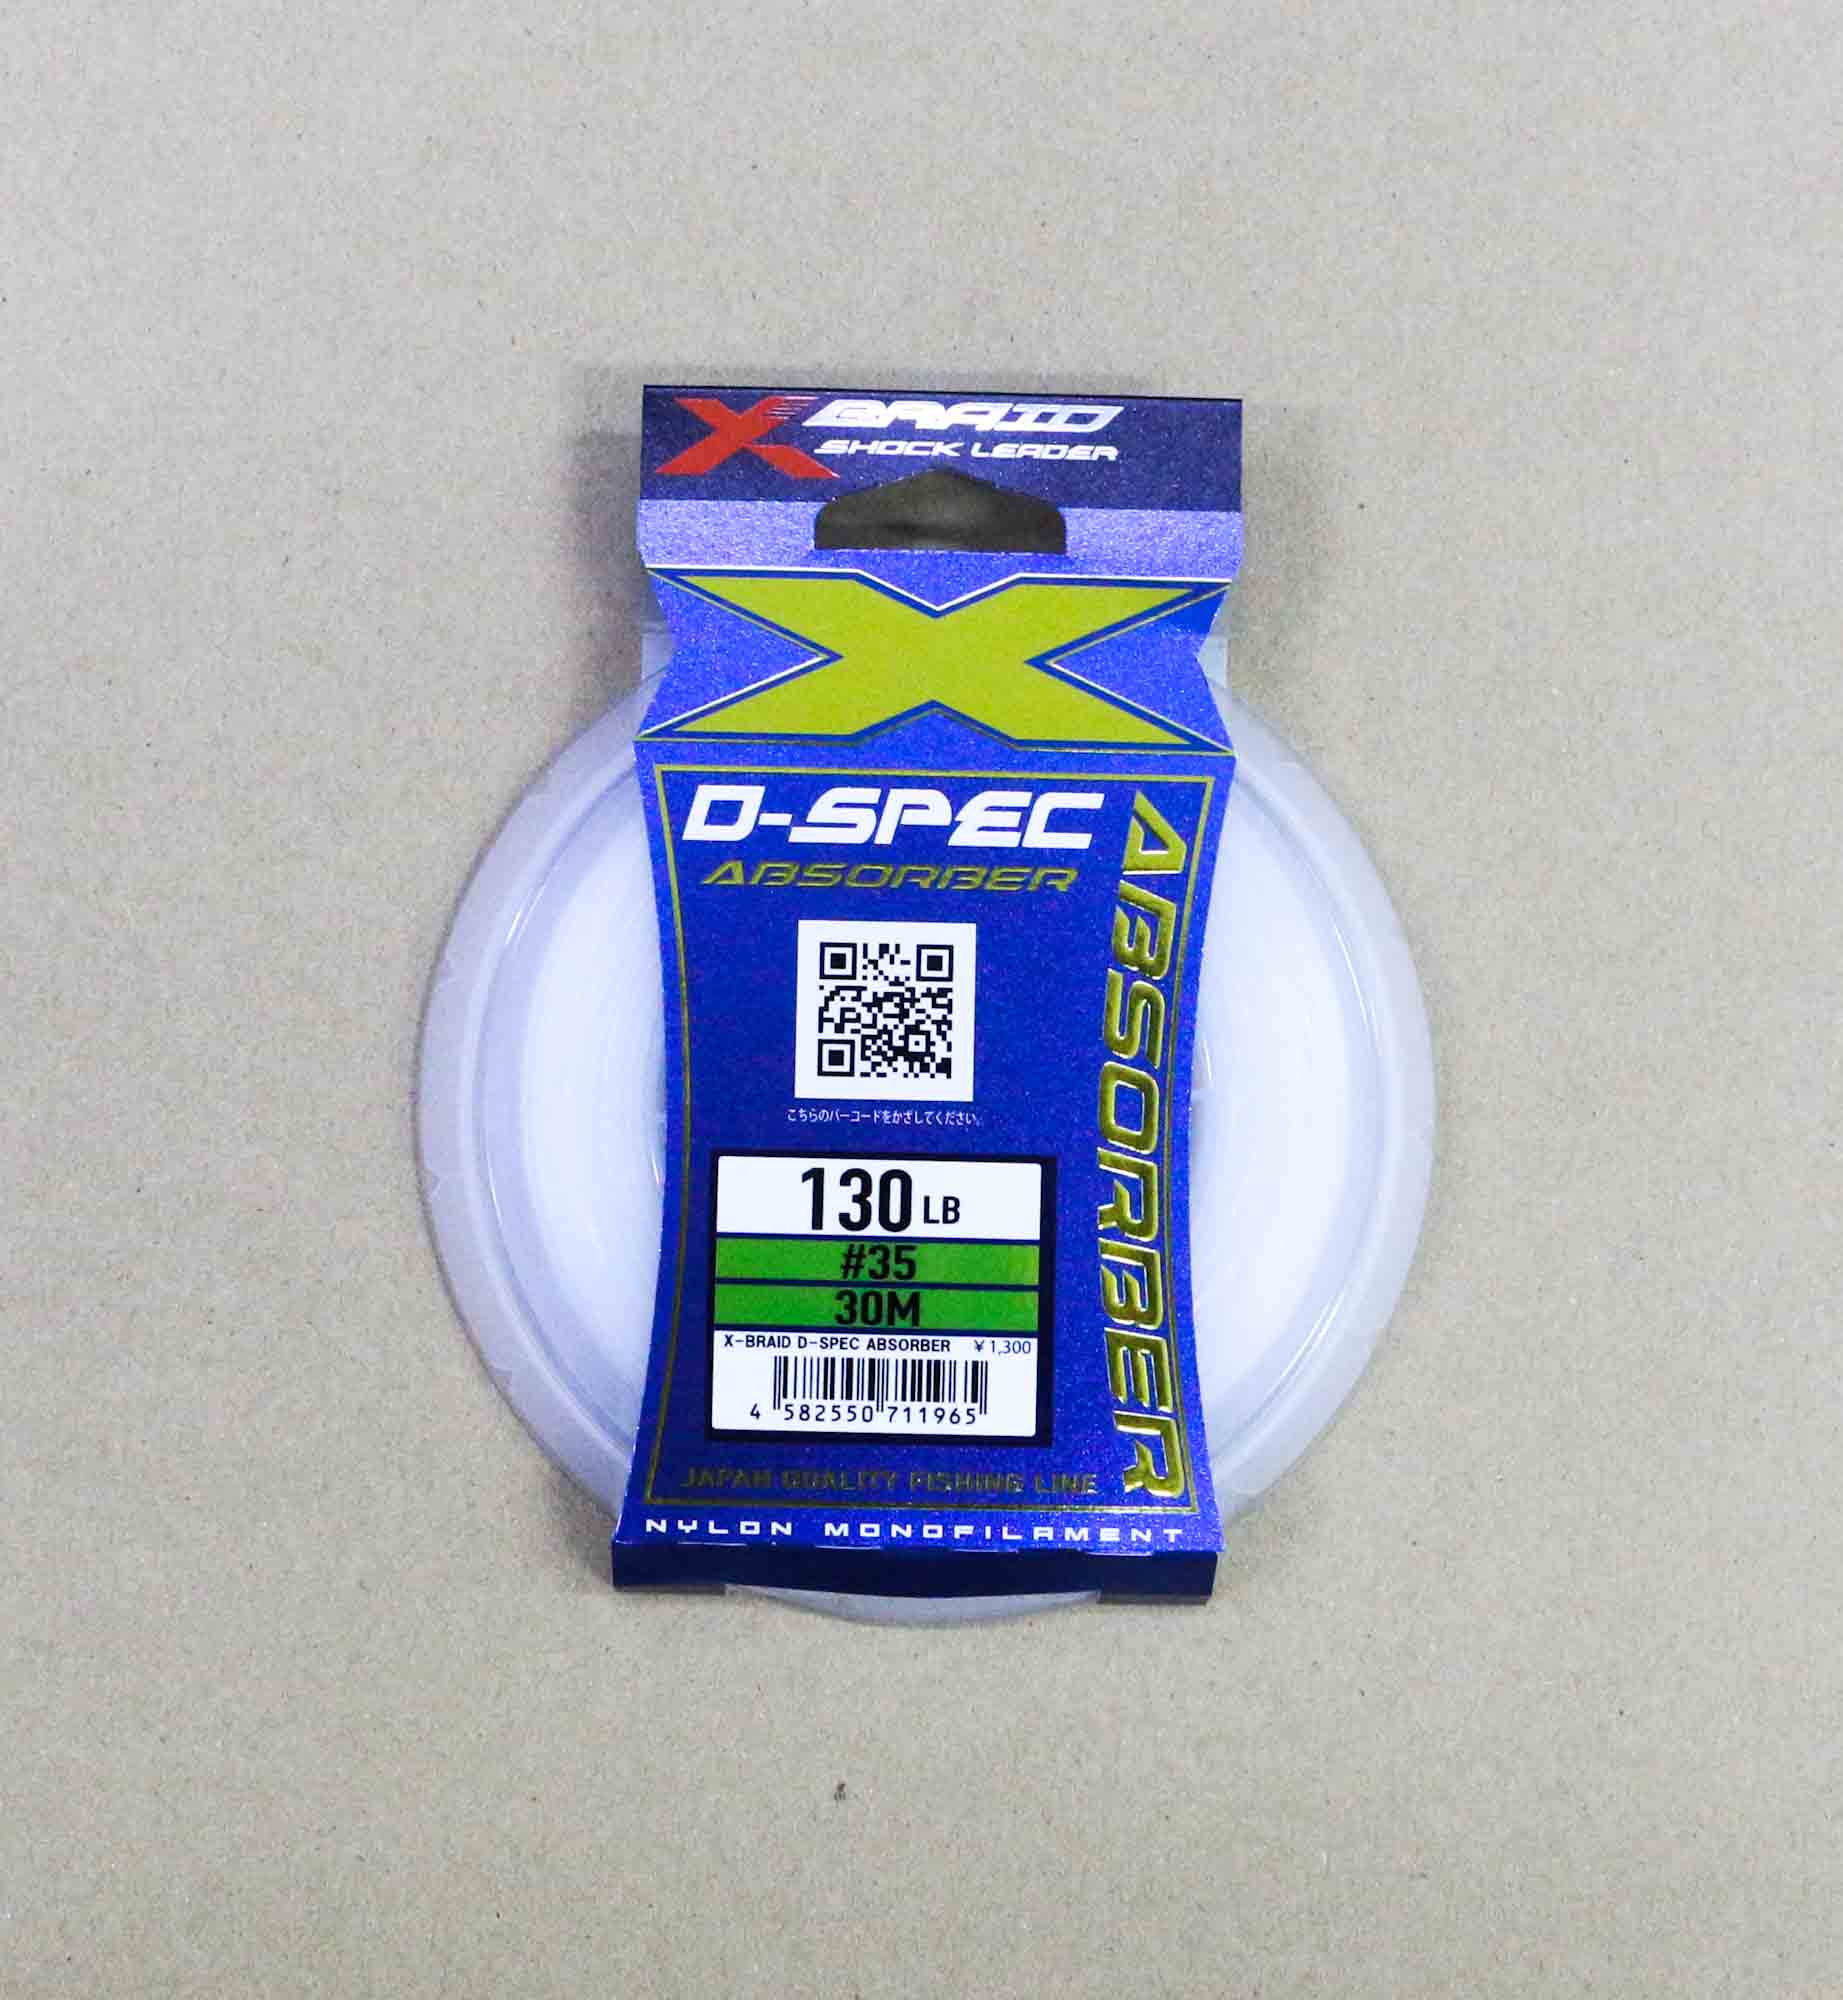 X BRAID
SHOCK LEADER
X
D-SPEC
ABSORBER
ABSORBER
こちらのバーコードをかざしてください。
130 LB
#35
30M
X-BRAID D-SPEC ABSORBER ¥1,300
4 582550 711965
JAPAN QUALITY FISHING LINE
NYLON MONOFILAMENT